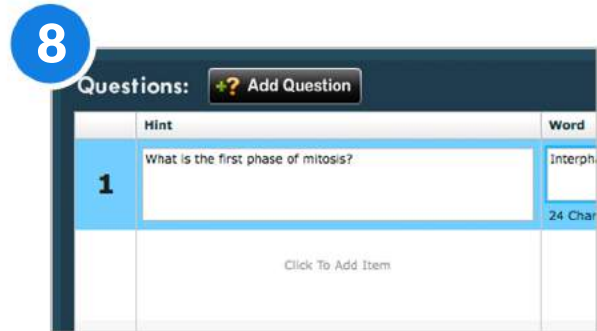 8
Questions: +? Add Question
Hint Word
1 What is the first phase of mitosis? Interph
24 Char
Click To Add Item